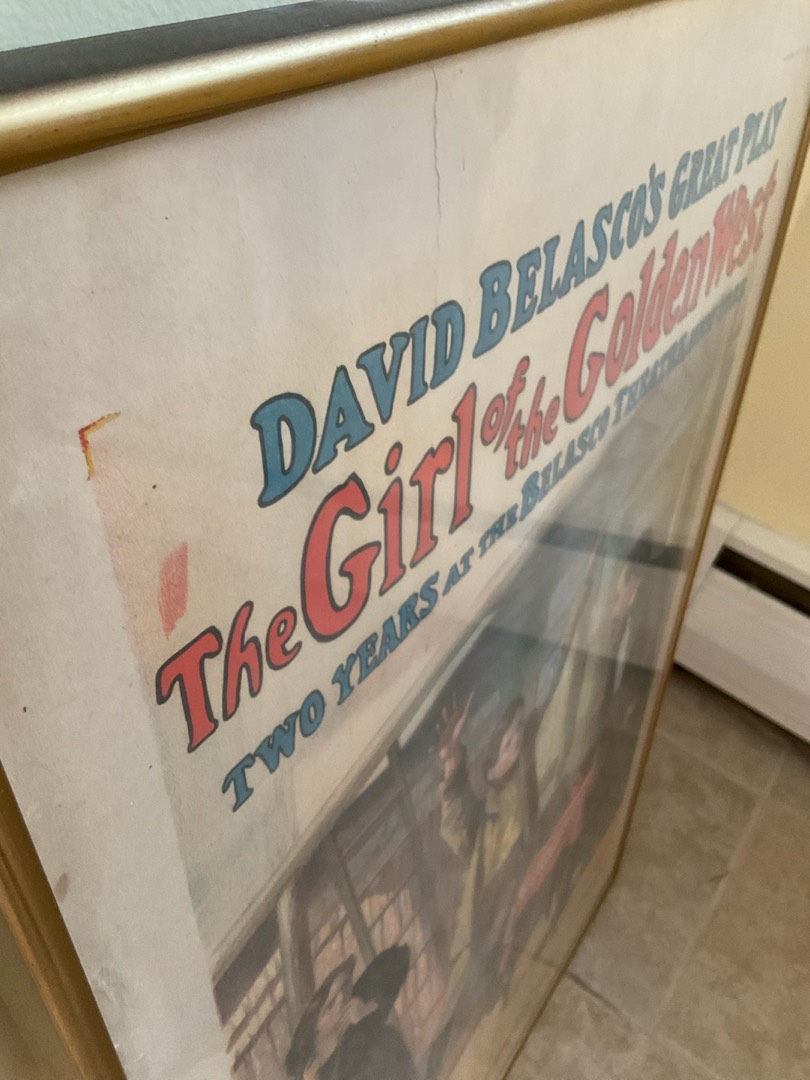 DAVID BELASCO'S GREAT PLAY
The Girl of the Golden West
TWO YEARS AT THE BELASCO THEATRE